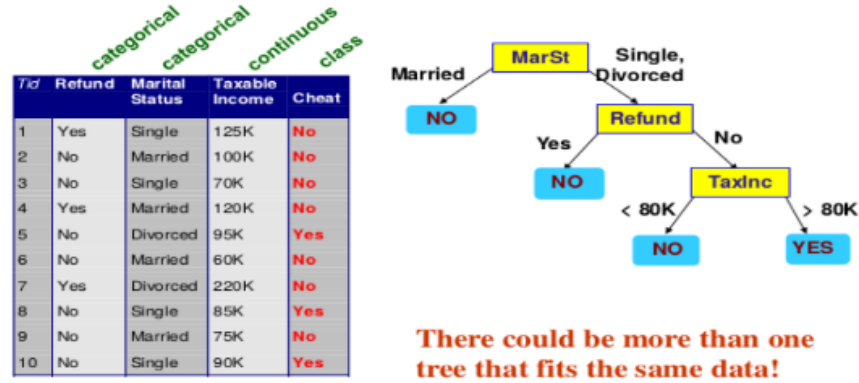 categorical categorical continuous class
Tid Refund Marital Status Taxable Income Cheat
1 Yes Single 125K No
2 No Married 100K No
3 No Single 70K No
4 Yes Married 120K No
5 No Divorced 95K Yes
6 No Married 60K No
7 Yes Divorced 220K No
8 No Single 85K Yes
9 No Married 75K No
10 No Single 90K Yes
MarSt
Married
Single,
Divorced
NO
Refund
Yes
No
NO
TaxInc
< 80K
> 80K
NO
YES
There could be more than one
tree that fits the same data!